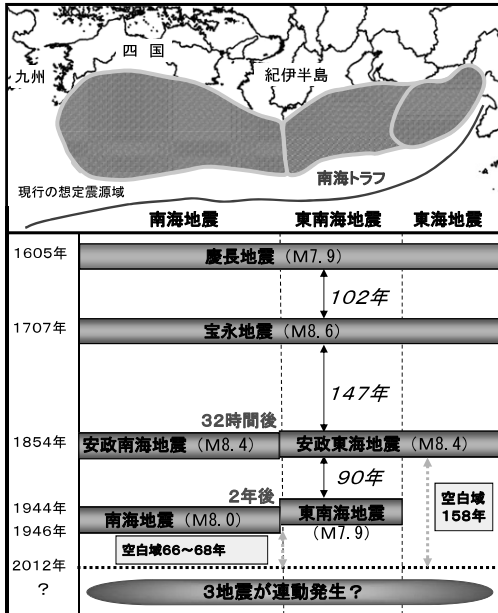 四 国
九州
紀伊半島
南海トラフ
現行の想定震源域
南海地震 東南海地震 東海地震
1605年 慶長地震(M7.9)
102年
1707年 宝永地震(M8.6)
147年
32時間後
1854年 安政南海地震(M8.4) 安政東海地震(M8.4)
90年
2年後
空白域
158年
1944年 南海地震(M8.0) 東南海地震
1946年 (M7.9)
空白域66~68年
2012年
? 3地震が連動発生?